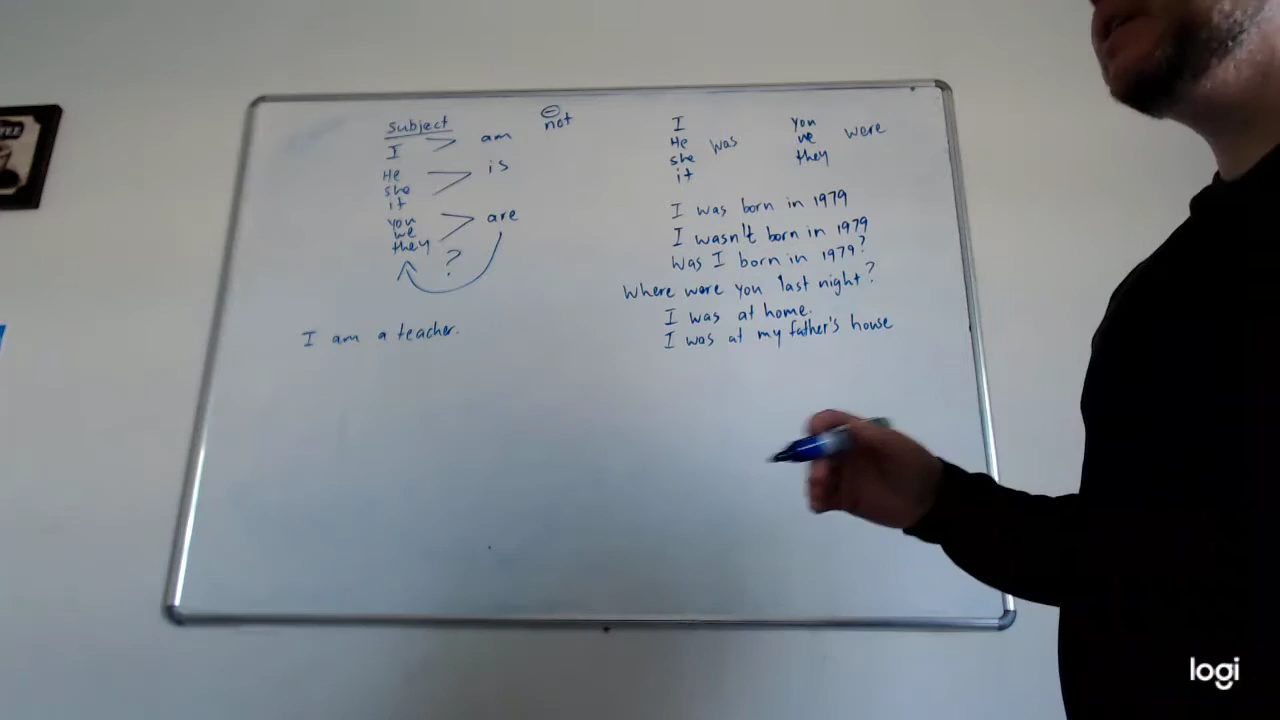 Subject
I > am
⊖
not
He
she > is
it
You
we > are
they
?
I am a teacher.
I
He was
she
it
You
we were
they
I was born in 1979
I wasn't born in 1979
Was I born in 1979?
Where were you last night?
I was at home.
I was at my father's house
logi